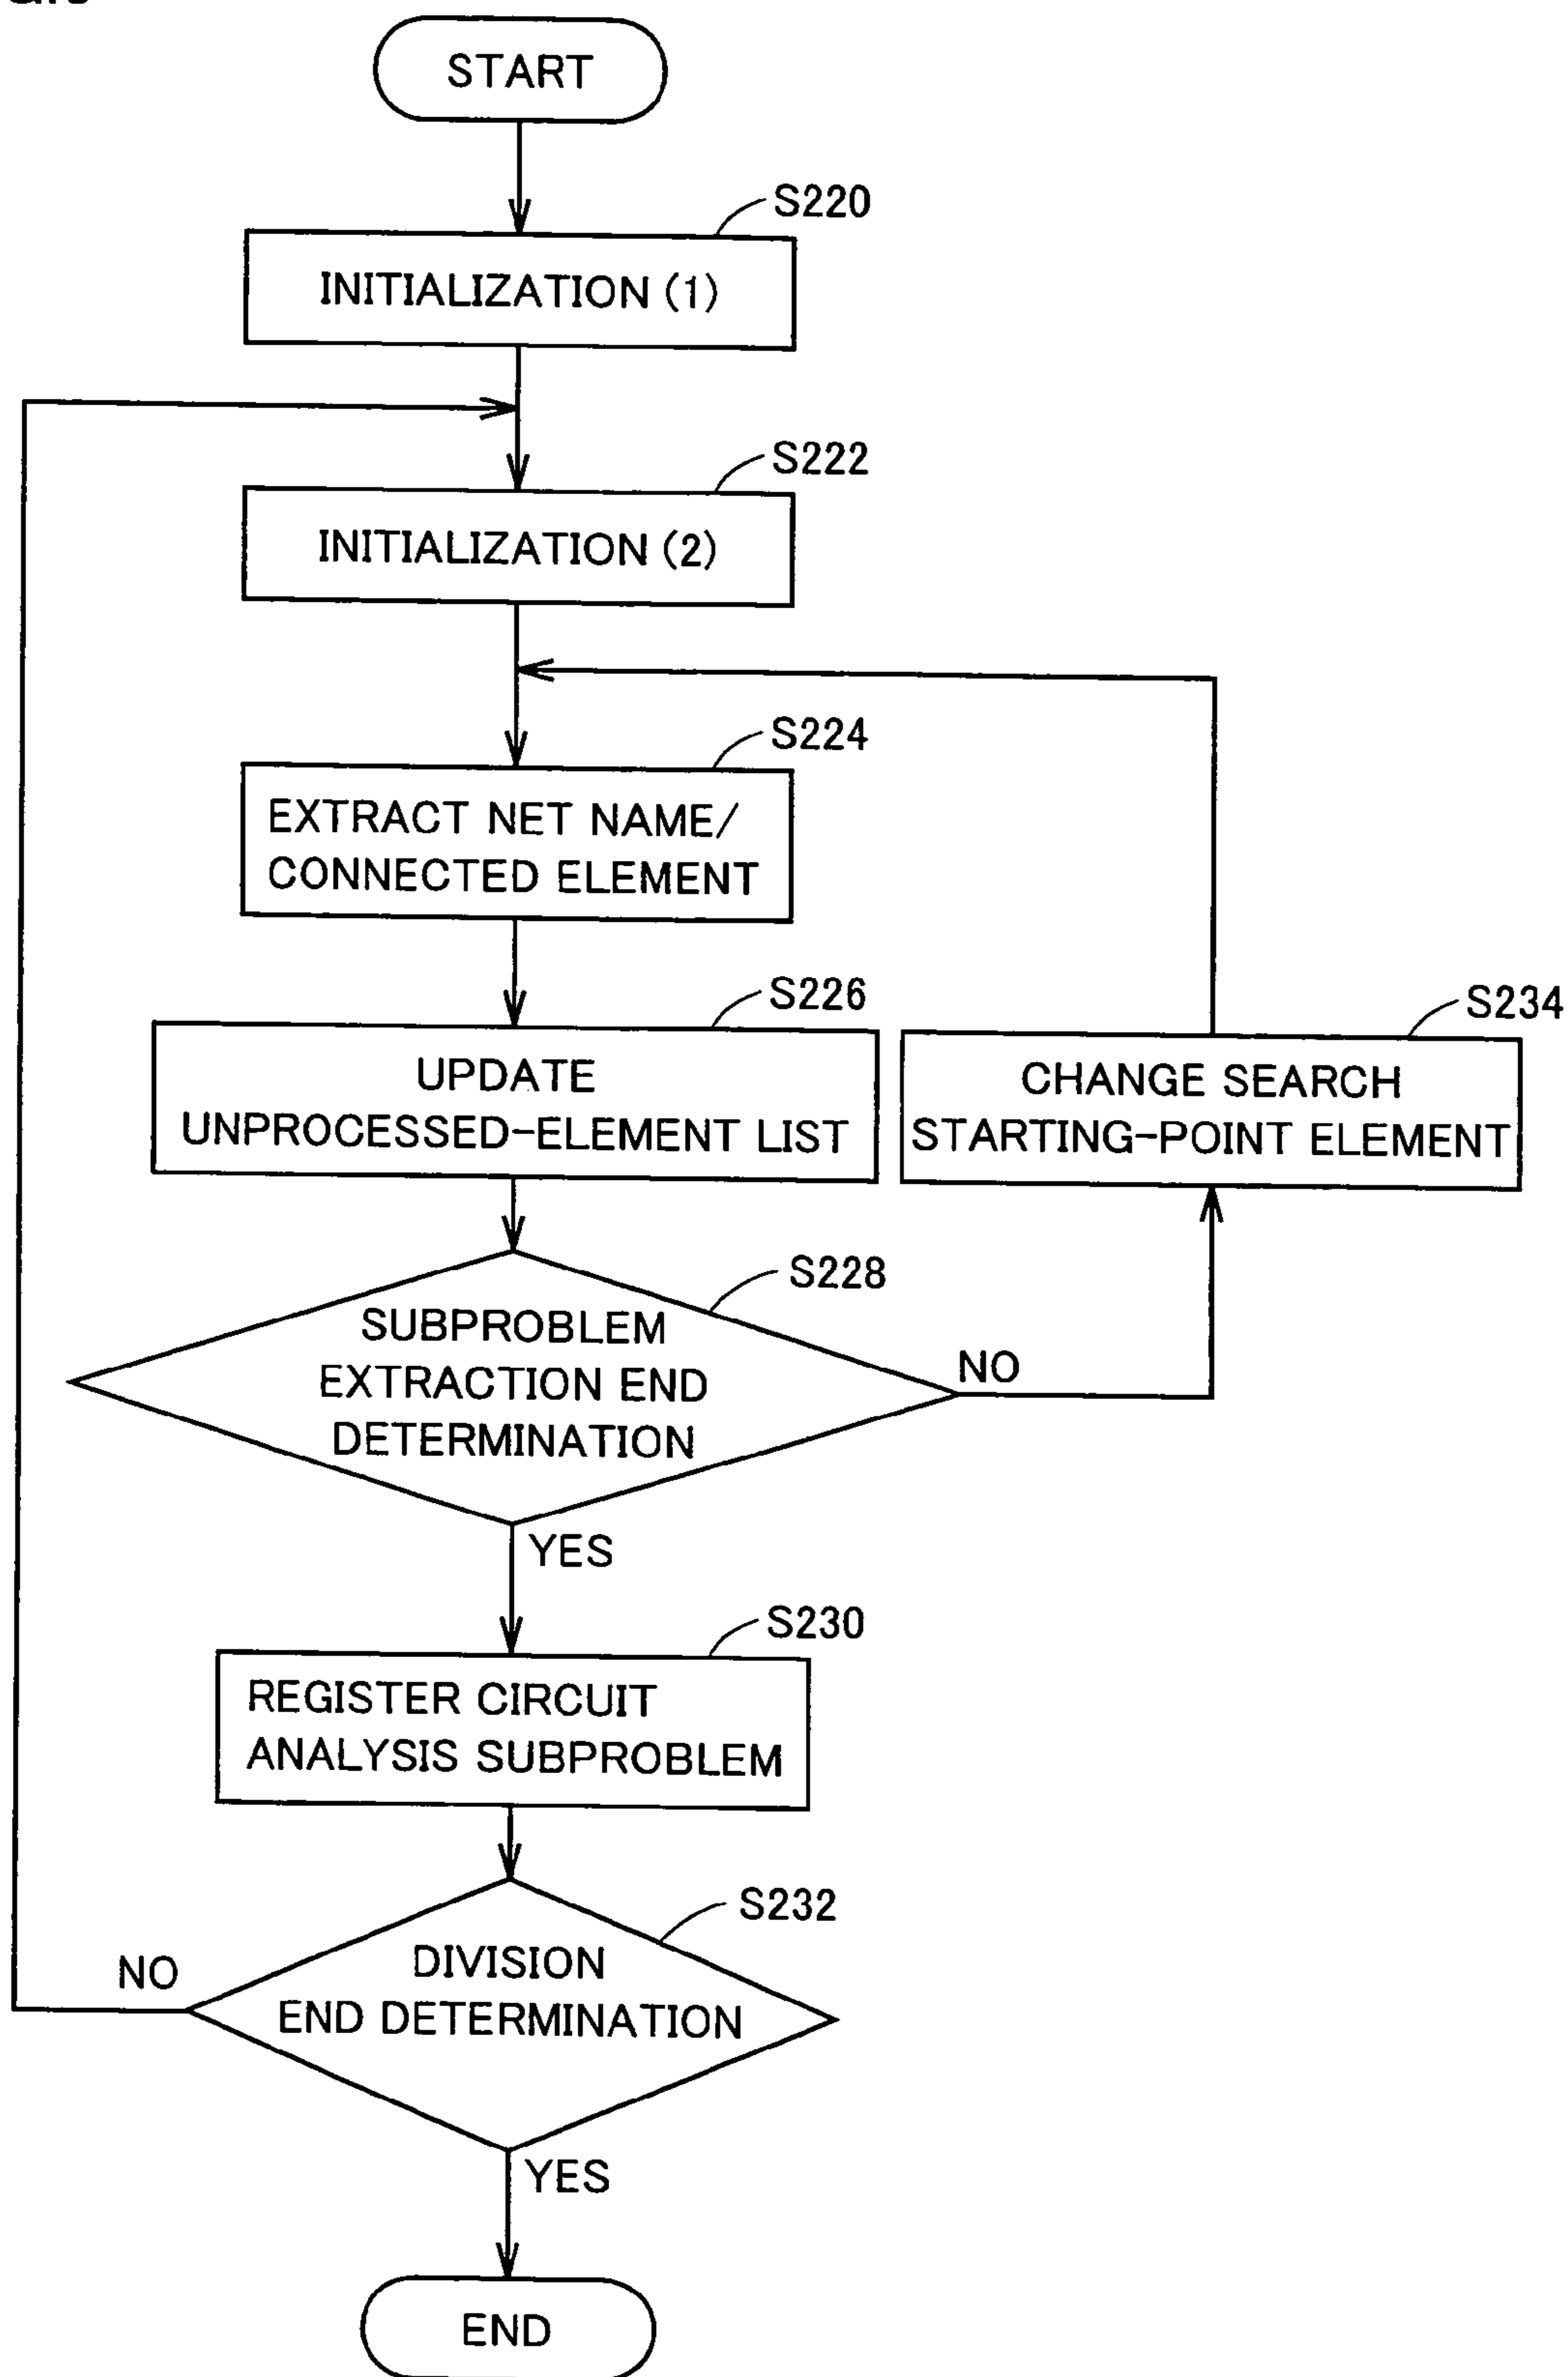 START
S220
INITIALIZATION (1)
S222
INITIALIZATION (2)
S224
EXTRACT NET NAME/
CONNECTED ELEMENT
S226
UPDATE
UNPROCESSED-ELEMENT LIST
S234
CHANGE SEARCH
STARTING-POINT ELEMENT
S228
SUBPROBLEM
EXTRACTION END
DETERMINATION
NO
YES
S230
REGISTER CIRCUIT
ANALYSIS SUBPROBLEM
S232
DIVISION
END DETERMINATION
NO
YES
END